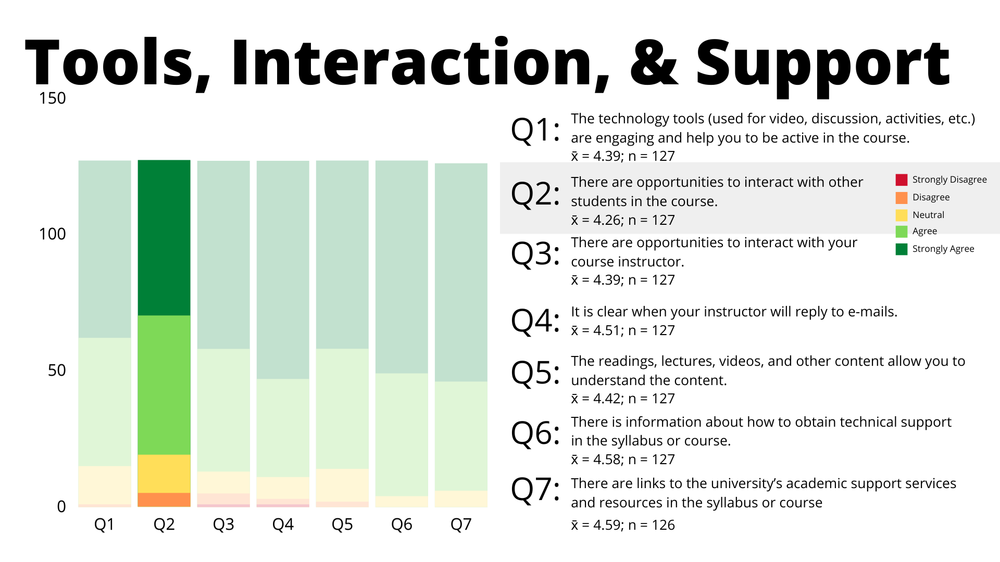 Tools, Interaction, & Support
150
100
50
0
Q1
Q2
Q3
Q4
Q5
Q6
Q7
Q1:
The technology tools (used for video, discussion, activities, etc.)
are engaging and help you to be active in the course.
x̄ = 4.39; n = 127
Q2:
There are opportunities to interact with other
students in the course.
x̄ = 4.26; n = 127
Strongly Disagree
Disagree
Neutral
Agree
Strongly Agree
Q3:
There are opportunities to interact with your
course instructor.
x̄ = 4.39; n = 127
Q4:
It is clear when your instructor will reply to e-mails.
x̄ = 4.51; n = 127
Q5:
The readings, lectures, videos, and other content allow you to
understand the content.
x̄ = 4.42; n = 127
Q6:
There is information about how to obtain technical support
in the syllabus or course.
x̄ = 4.58; n = 127
Q7:
There are links to the university’s academic support services
and resources in the syllabus or course
x̄ = 4.59; n = 126